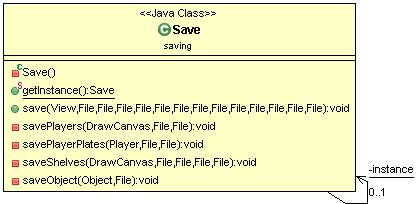 <<Java Class>>
C Save
saving
C Save()
S getInstance():Save
save(View,File,File,File,File,File,File,File,File,File,File,File,File):void
savePlayers(DrawCanvas,File,File):void
savePlayerPlates(Player,File,File):void
saveShelves(DrawCanvas,File,File,File,File):void
saveObject(Object,File):void
-instance
0..1